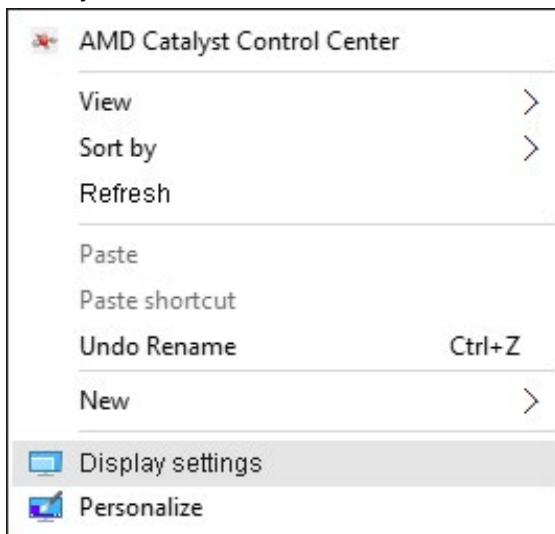 AMD Catalyst Control Center
View
Sort by
Refresh
Paste
Paste shortcut
Undo Rename Ctrl+Z
New
Display settings
Personalize